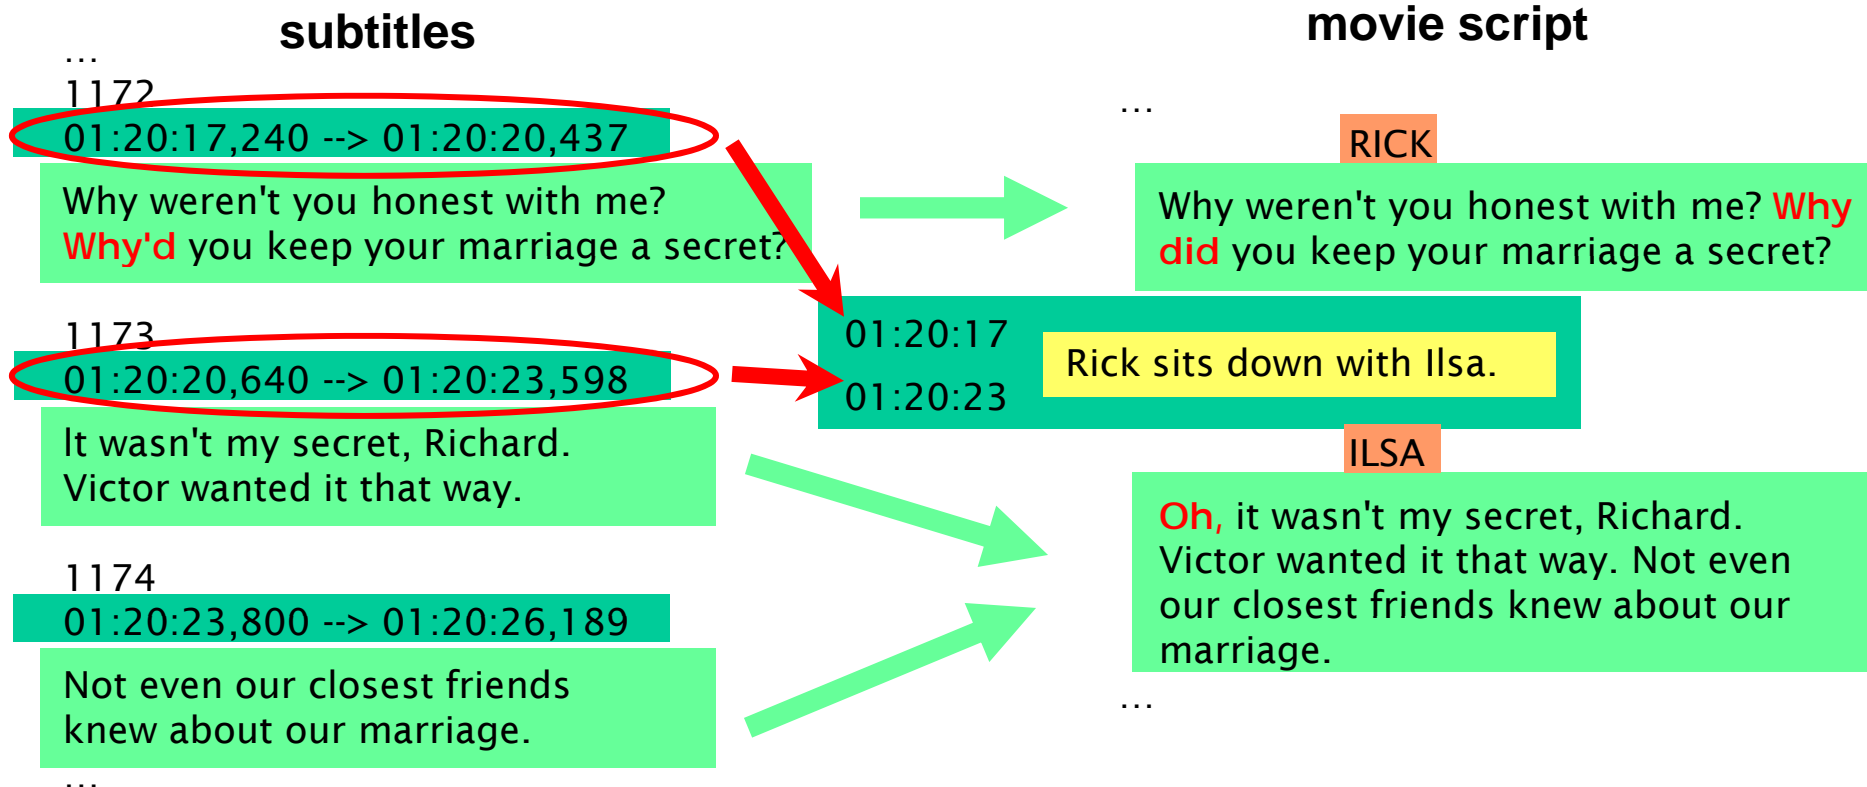 subtitles
…
1172
01:20:17,240 --> 01:20:20,437
Why weren't you honest with me?
Why'd you keep your marriage a secret?
1173
01:20:20,640 --> 01:20:23,598
It wasn't my secret, Richard.
Victor wanted it that way.
1174
01:20:23,800 --> 01:20:26,189
Not even our closest friends
knew about our marriage.
…
movie script
…
RICK
Why weren't you honest with me? Why
did you keep your marriage a secret?
01:20:17
Rick sits down with Ilsa.
01:20:23
ILSA
Oh, it wasn't my secret, Richard.
Victor wanted it that way. Not even
our closest friends knew about our
marriage.
…